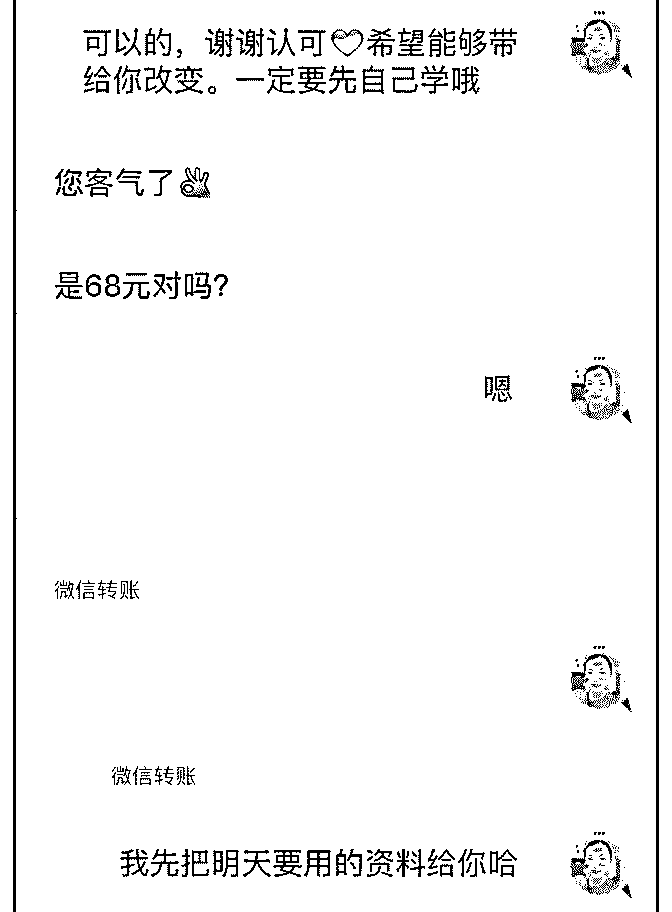 可以的，谢谢认可♡希望能够带
给你改变。一定要先自己学哦
您客气了👌
是68元对吗？
嗯
微信转账
微信转账
我先把明天要用的资料给你哈